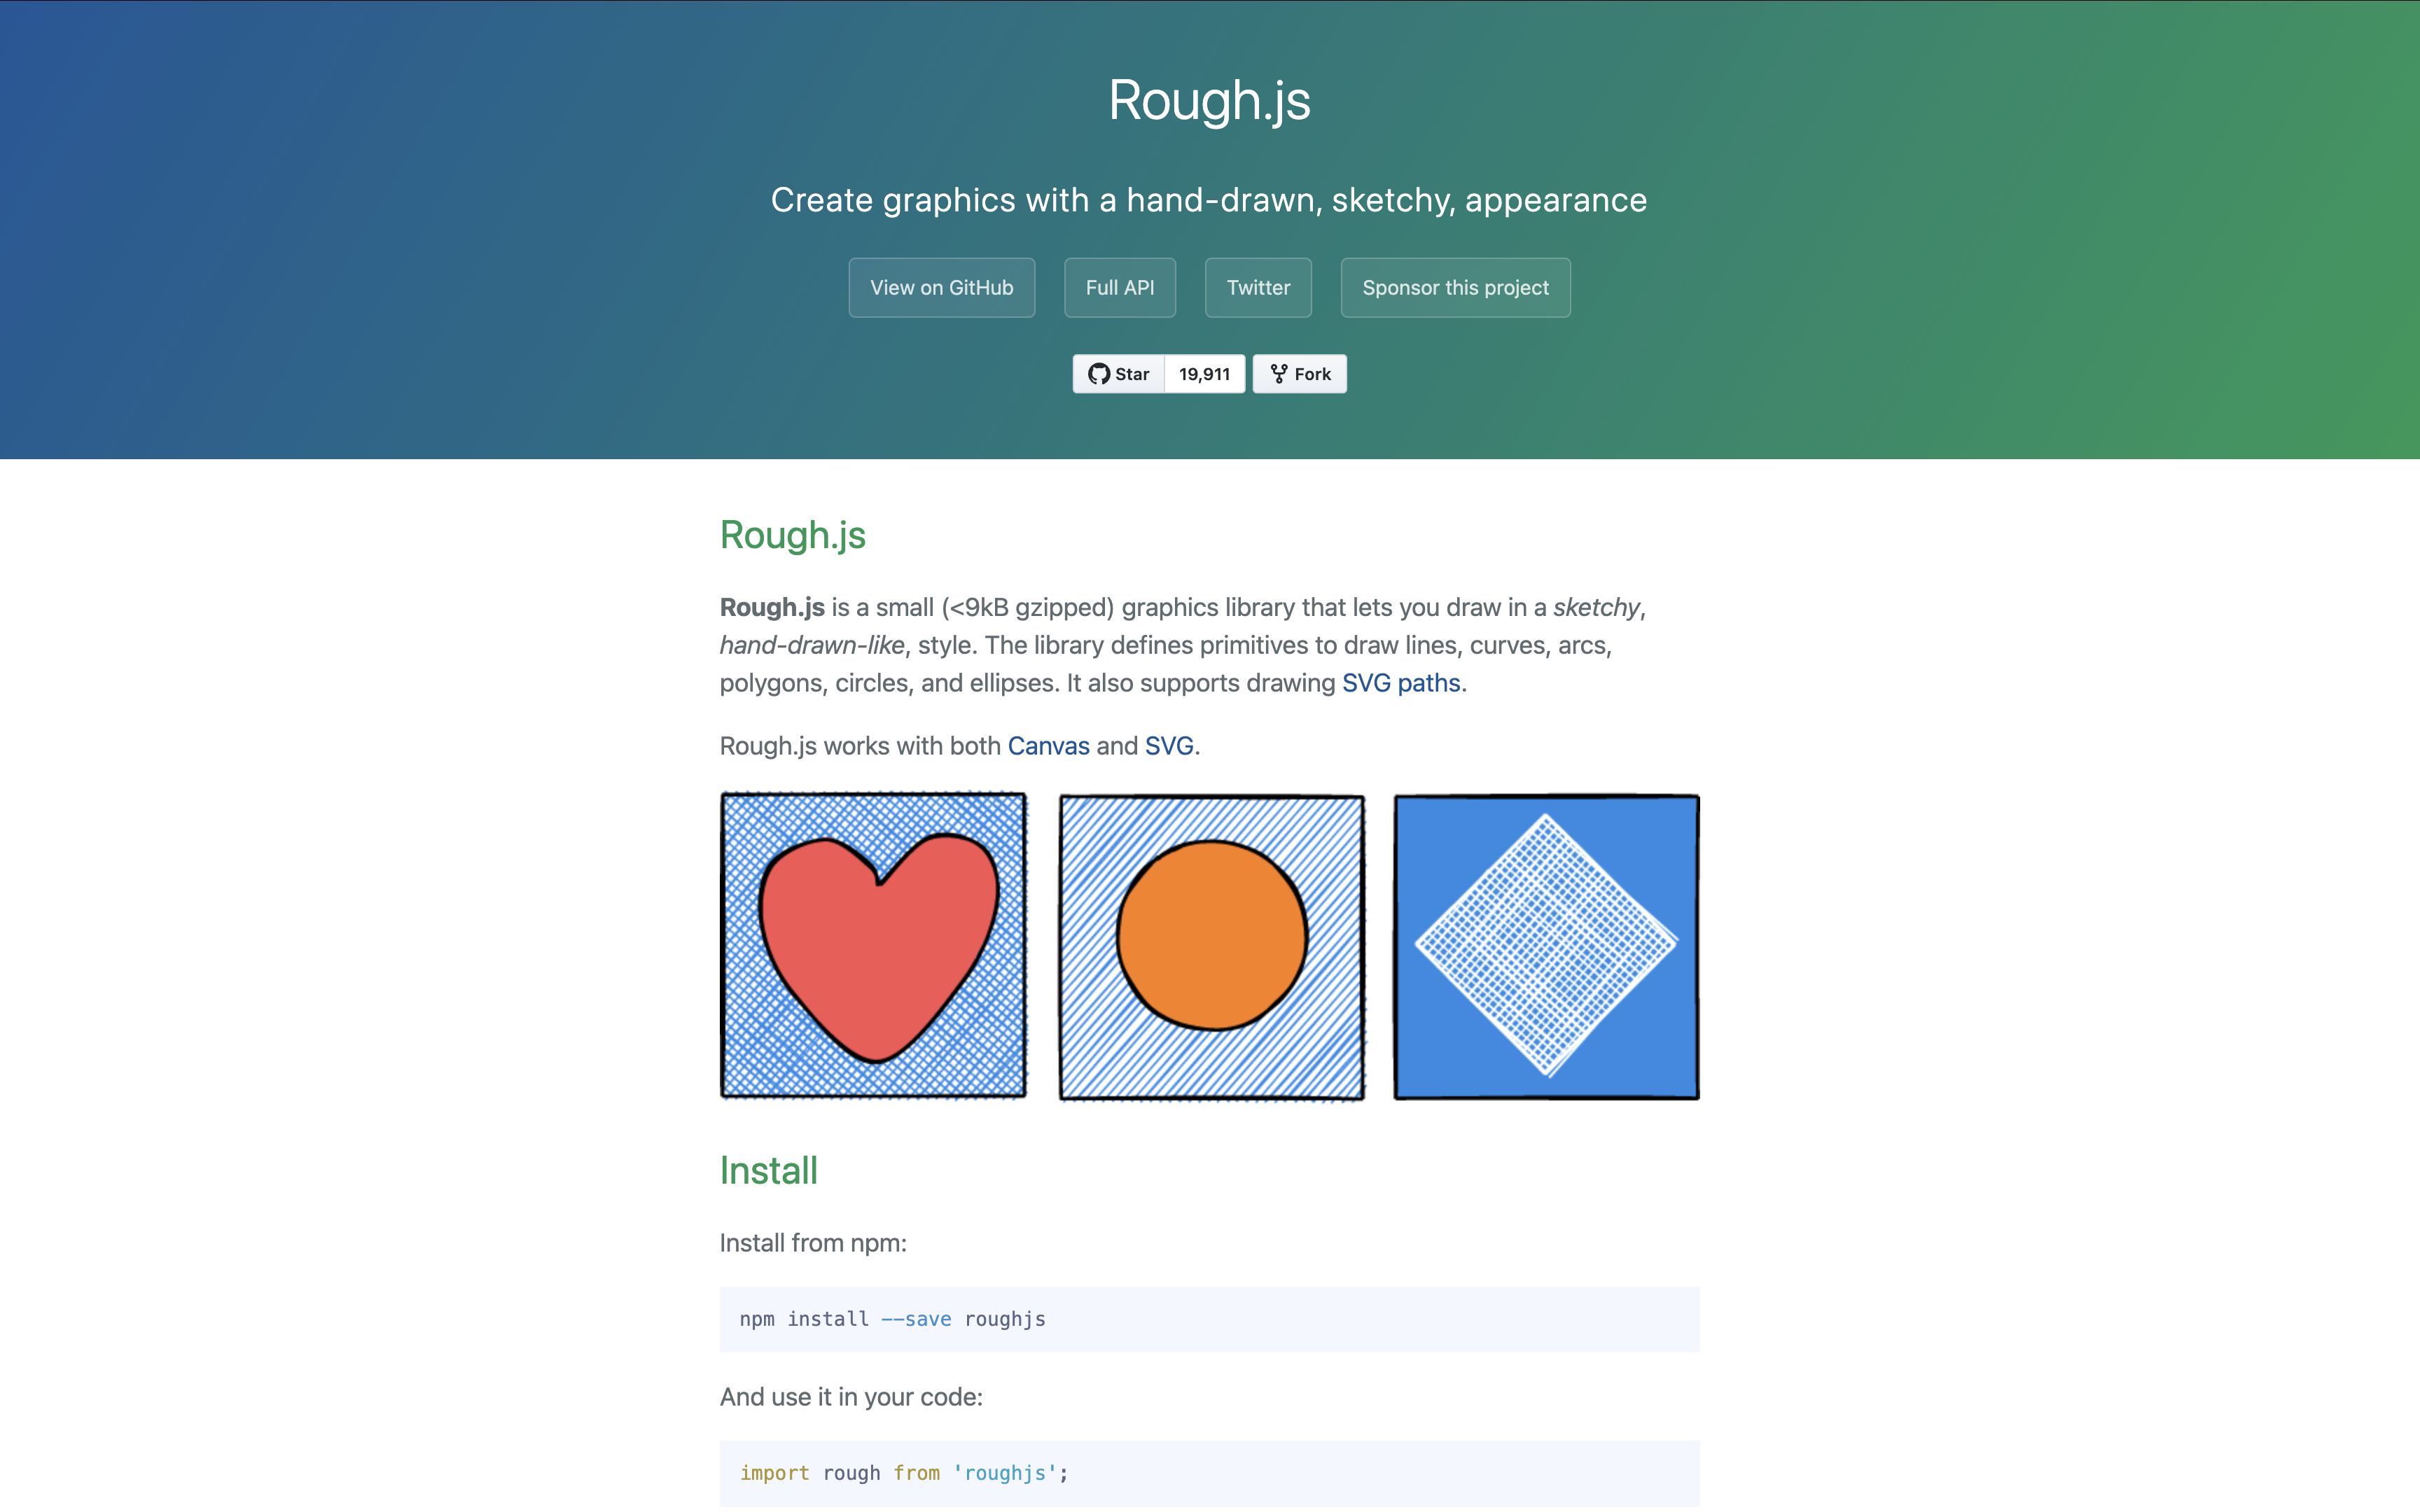 Rough.js
Create graphics with a hand-drawn, sketchy, appearance
View on GitHub Full API Twitter Sponsor this project
Star 19,911 Fork
Rough.js
Rough.js is a small (<9kB gzipped) graphics library that lets you draw in a sketchy,
hand-drawn-like, style. The library defines primitives to draw lines, curves, arcs,
polygons, circles, and ellipses. It also supports drawing SVG paths.
Rough.js works with both Canvas and SVG.
Install
Install from npm:
npm install --save roughjs
And use it in your code:
import rough from 'roughjs';